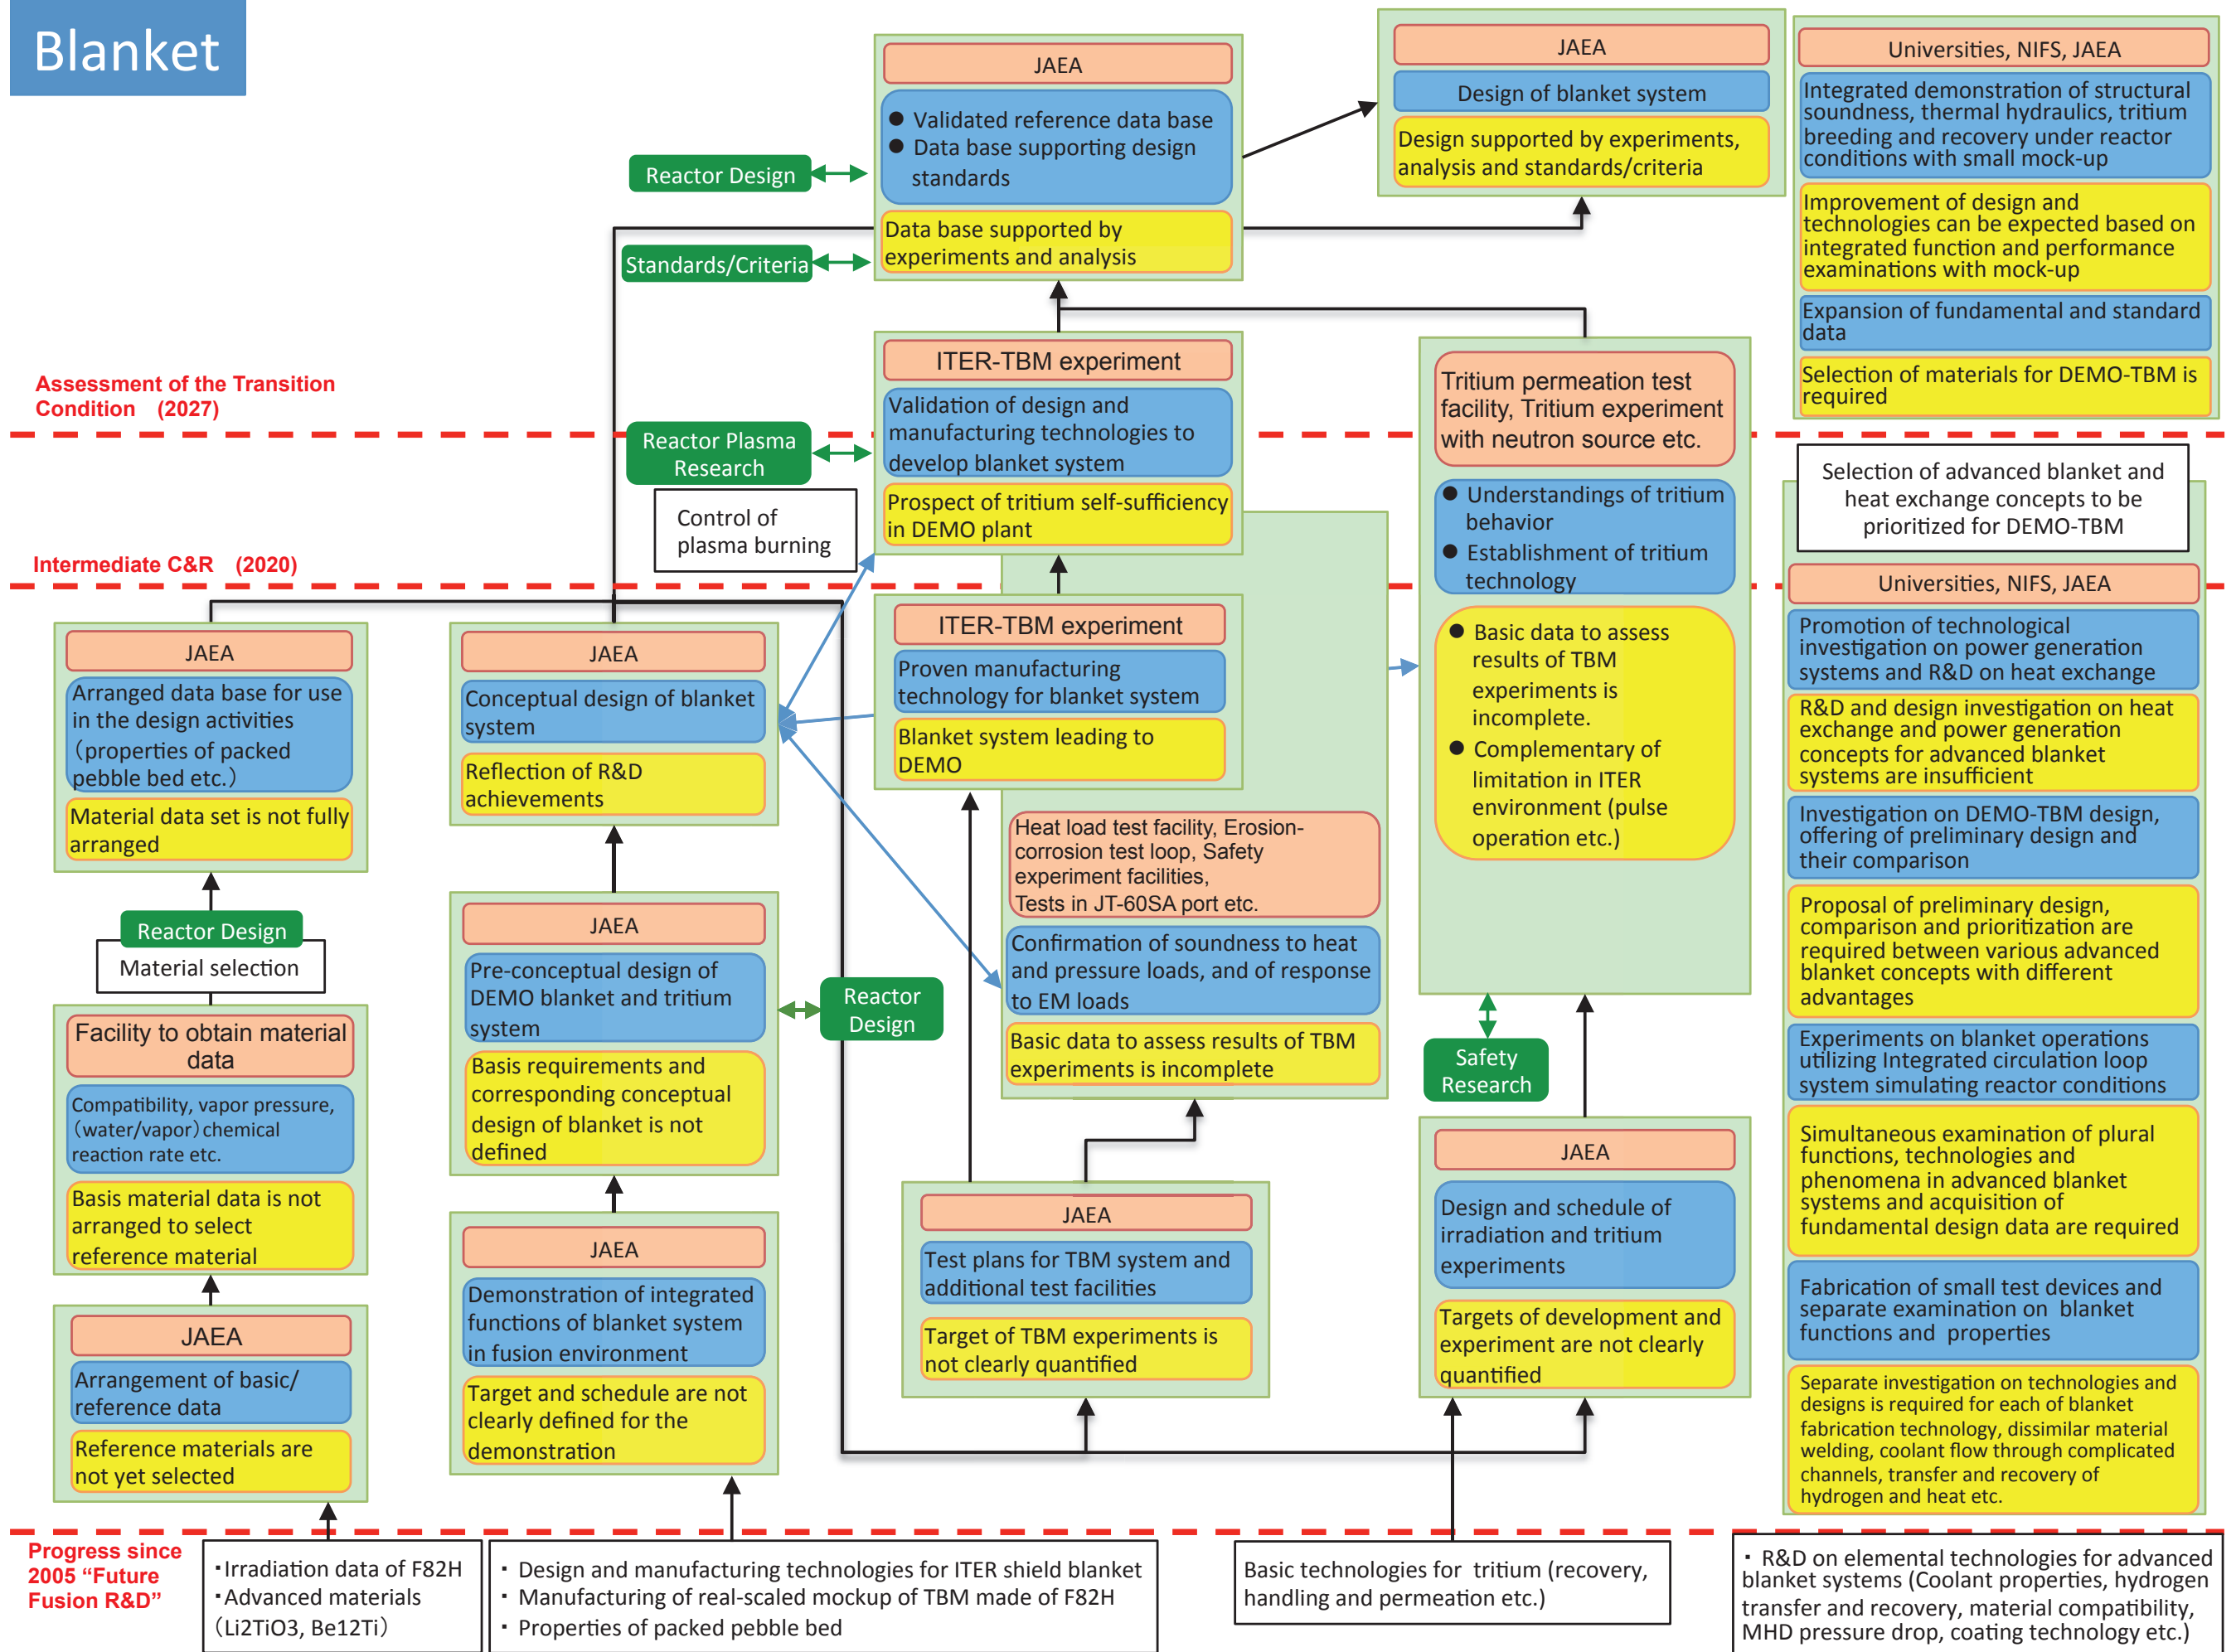 Blanket
JAEA
● Validated reference data base
● Data base supporting design
standards
Data base supported by
experiments and analysis
JAEA
Design of blanket system
Design supported by experiments,
analysis and standards/criteria
Universities, NIFS, JAEA
Integrated demonstration of structural
soundness, thermal hydraulics, tritium
breeding and recovery under reactor
conditions with small mock-up
Improvement of design and
technologies can be expected based on
integrated function and performance
examinations with mock-up
Expansion of fundamental and standard
data
Selection of materials for DEMO-TBM is
required
Reactor Design
Standards/Criteria
Assessment of the Transition
Condition (2027)
ITER-TBM experiment
Validation of design and
manufacturing technologies to
develop blanket system
Prospect of tritium self-sufficiency
in DEMO plant
Reactor Plasma
Research
Control of
plasma burning
Tritium permeation test
facility, Tritium experiment
with neutron source etc.
● Understandings of tritium
behavior
● Establishment of tritium
technology
● Basic data to assess
results of TBM
experiments is
incomplete.
● Complementary of
limitation in ITER
environment (pulse
operation etc.)
Selection of advanced blanket and
heat exchange concepts to be
prioritized for DEMO-TBM
Intermediate C&R (2020)
JAEA
Arranged data base for use
in the design activities
(properties of packed
pebble bed etc.)
Material data set is not fully
arranged
Reactor Design
Material selection
Facility to obtain material
data
Compatibility, vapor pressure,
(water/vapor)chemical
reaction rate etc.
Basis material data is not
arranged to select
reference material
JAEA
Arrangement of basic/
reference data
Reference materials are
not yet selected
JAEA
Conceptual design of blanket
system
Reflection of R&D
achievements
JAEA
Pre-conceptual design of
DEMO blanket and tritium
system
Basis requirements and
corresponding conceptual
design of blanket is not
defined
Reactor
Design
JAEA
Demonstration of integrated
functions of blanket system
in fusion environment
Target and schedule are not
clearly defined for the
demonstration
ITER-TBM experiment
Proven manufacturing
technology for blanket system
Blanket system leading to
DEMO
Heat load test facility, Erosion-
corrosion test loop, Safety
experiment facilities,
Tests in JT-60SA port etc.
Confirmation of soundness to heat
and pressure loads, and of response
to EM loads
Basic data to assess results of TBM
experiments is incomplete
JAEA
Test plans for TBM system and
additional test facilities
Target of TBM experiments is
not clearly quantified
Safety
Research
JAEA
Design and schedule of
irradiation and tritium
experiments
Targets of development and
experiment are not clearly
quantified
Universities, NIFS, JAEA
Promotion of technological
investigation on power generation
systems and R&D on heat exchange
R&D and design investigation on heat
exchange and power generation
concepts for advanced blanket
systems are insufficient
Investigation on DEMO-TBM design,
offering of preliminary design and
their comparison
Proposal of preliminary design,
comparison and prioritization are
required between various advanced
blanket concepts with different
advantages
Experiments on blanket operations
utilizing Integrated circulation loop
system simulating reactor conditions
Simultaneous examination of plural
functions, technologies and
phenomena in advanced blanket
systems and acquisition of
fundamental design data are required
Fabrication of small test devices and
separate examination on blanket
functions and properties
Separate investigation on technologies and
designs is required for each of blanket
fabrication technology, dissimilar material
welding, coolant flow through complicated
channels, transfer and recovery of
hydrogen and heat etc.
Progress since
2005 “Future
Fusion R&D”
・Irradiation data of F82H
・Advanced materials
(Li2TiO3, Be12Ti)
・ Design and manufacturing technologies for ITER shield blanket
・ Manufacturing of real-scaled mockup of TBM made of F82H
・ Properties of packed pebble bed
Basic technologies for tritium (recovery,
handling and permeation etc.)
・ R&D on elemental technologies for advanced
blanket systems (Coolant properties, hydrogen
transfer and recovery, material compatibility,
MHD pressure drop, coating technology etc.)